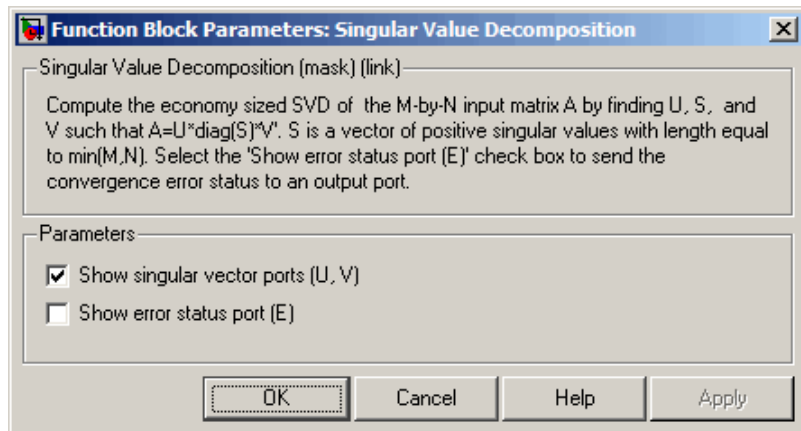 Function Block Parameters: Singular Value Decomposition
Singular Value Decomposition (mask) (link)
Compute the economy sized SVD of the M-by-N input matrix A by finding U, S, and
V such that A=U*diag(S)*V'. S is a vector of positive singular values with length equal
to min(M,N). Select the 'Show error status port (E)' check box to send the
convergence error status to an output port.
Parameters
Show singular vector ports (U, V)
Show error status port (E)
OK Cancel Help Apply